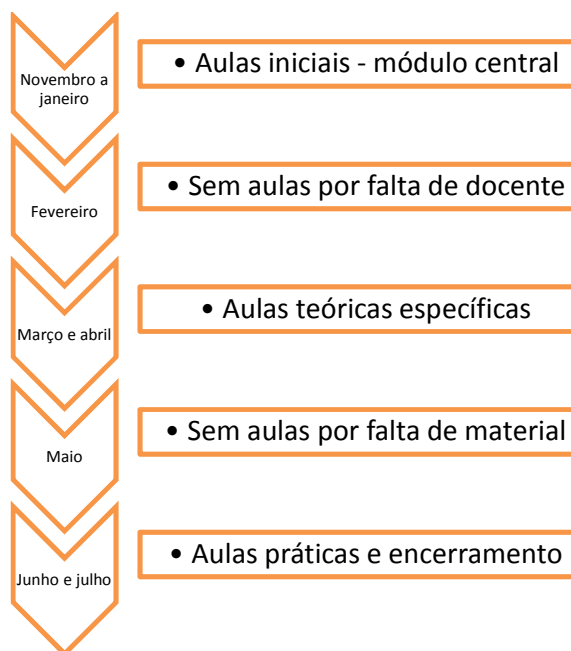 Novembro a
janeiro
• Aulas iniciais - módulo central
Fevereiro
• Sem aulas por falta de docente
Março e abril
• Aulas teóricas específicas
Maio
• Sem aulas por falta de material
Junho e julho
• Aulas práticas e encerramento